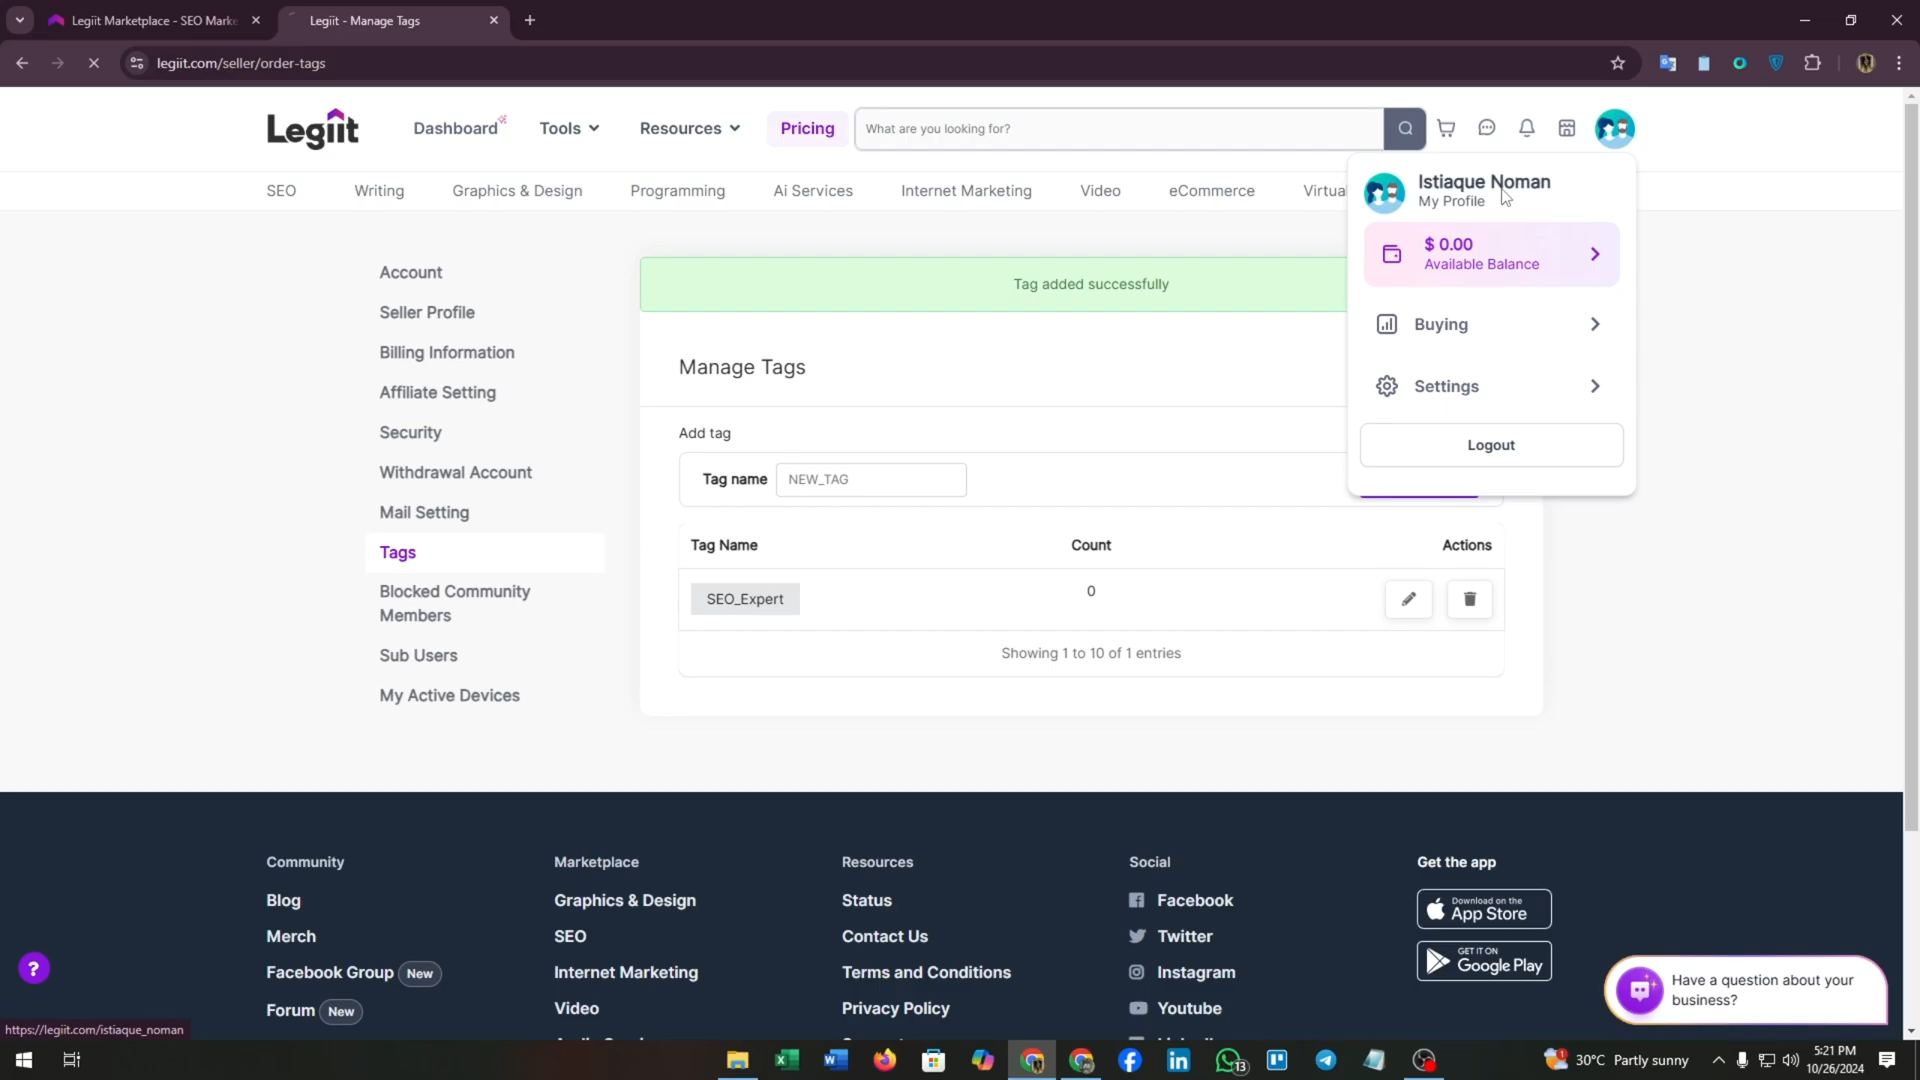 Legiit Marketplace - SEO Marke
Legiit - Manage Tags
legiit.com/seller/order-tags
Legiit
Dashboard
Tools
Resources
Pricing
What are you looking for?
SEO
Writing
Graphics & Design
Programming
Ai Services
Internet Marketing
Video
eCommerce
Virtual
Istiaque Noman
My Profile
$ 0.00
Available Balance
Buying
Settings
Logout
Account
Seller Profile
Billing Information
Affiliate Setting
Security
Withdrawal Account
Mail Setting
Tags
Blocked Community
Members
Sub Users
My Active Devices
Tag added successfully
Manage Tags
Add tag
Tag name
NEW_TAG
Tag Name
Count
Actions
SEO_Expert
0
Showing 1 to 10 of 1 entries
Community
Blog
Merch
Facebook Group New
Forum New
Marketplace
Graphics & Design
SEO
Internet Marketing
Video
Resources
Status
Contact Us
Terms and Conditions
Privacy Policy
Social
Facebook
Twitter
Instagram
Youtube
Get the app
Download on the
App Store
GET IT ON
Google Play
?
Have a question about your
business?
https://legiit.com/istiaque_noman
13
1
30°C Partly sunny
5:21 PM
10/26/2024